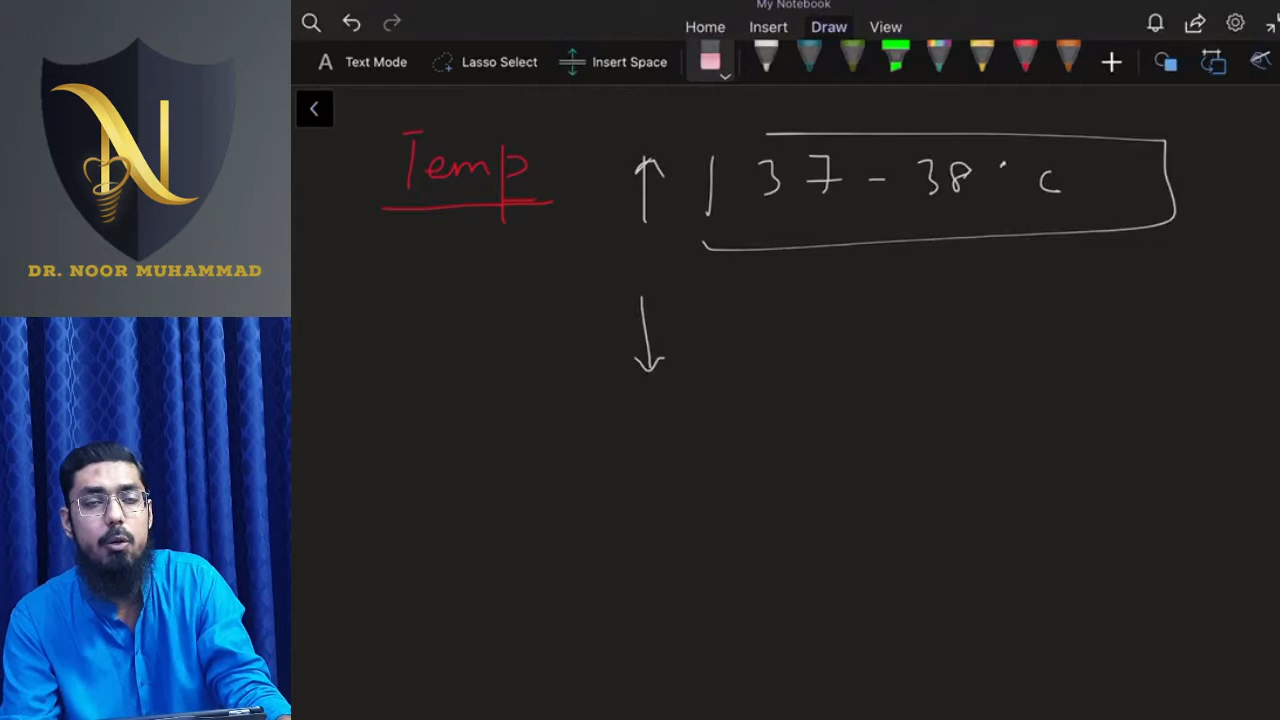 My Notebook
Home Insert Draw View
A Text Mode Lasso Select Insert Space
Temp ↑ 37 - 38 ° c
↓
N
DR. NOOR MUHAMMAD